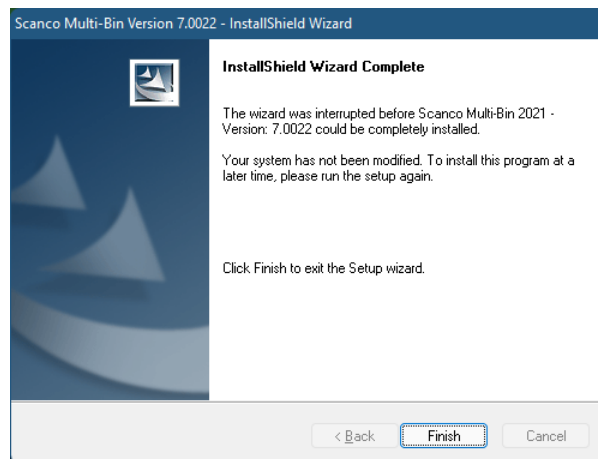 Scanco Multi-Bin Version 7.0022 - InstallShield Wizard
InstallShield Wizard Complete
The wizard was interrupted before Scanco Multi-Bin 2021 -
Version: 7.0022 could be completely installed.
Your system has not been modified. To install this program at a
later time, please run the setup again.
Click Finish to exit the Setup wizard.
< Back Finish Cancel